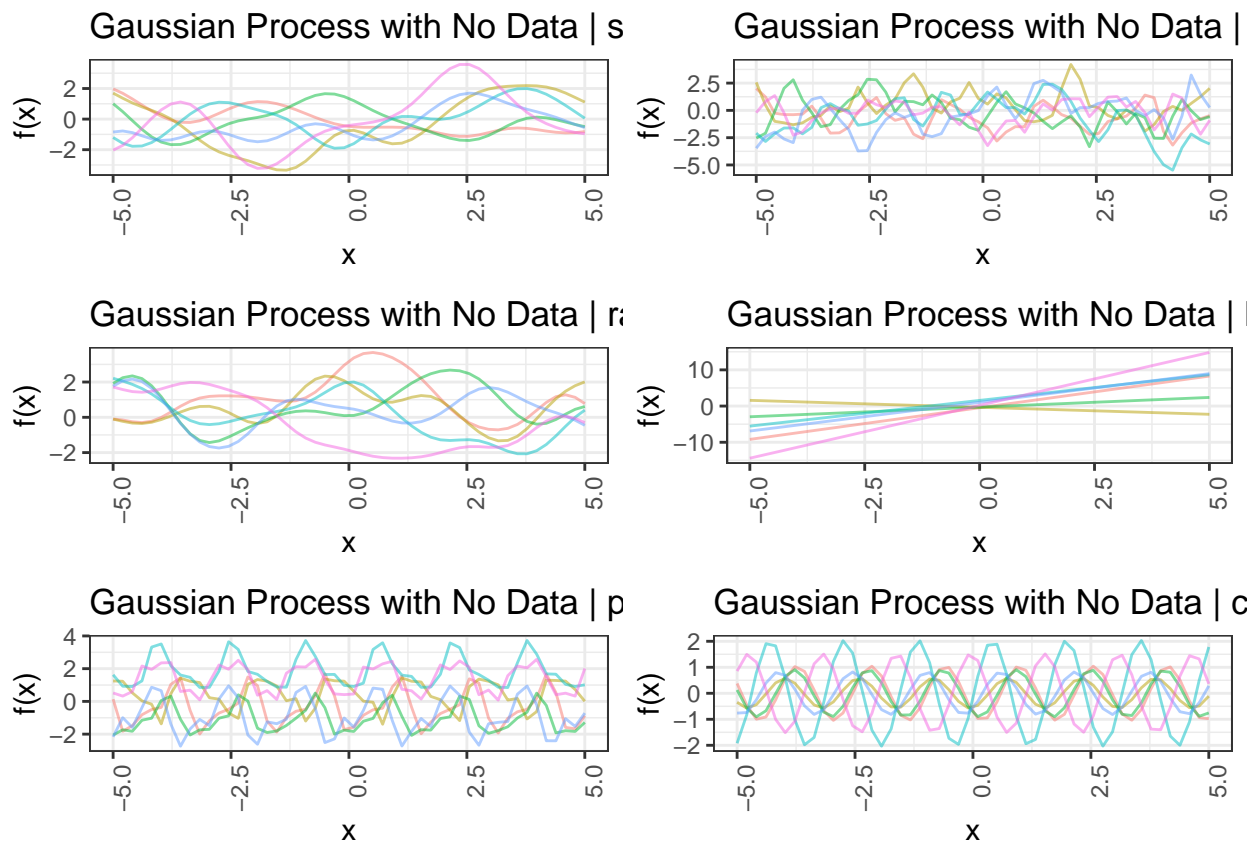 Gaussian Process with No Data | s
f(x)
2
0
−2
−5.0
−2.5
0.0
2.5
5.0
x
Gaussian Process with No Data |
f(x)
2.5
0.0
−2.5
−5.0
−5.0
−2.5
0.0
2.5
5.0
x
Gaussian Process with No Data | ra
f(x)
2
0
−2
−5.0
−2.5
0.0
2.5
5.0
x
Gaussian Process with No Data |
f(x)
10
0
−10
−5.0
−2.5
0.0
2.5
5.0
x
Gaussian Process with No Data | p
f(x)
4
2
0
−2
−5.0
−2.5
0.0
2.5
5.0
x
Gaussian Process with No Data | c
f(x)
2
1
0
−1
−2
−5.0
−2.5
0.0
2.5
5.0
x